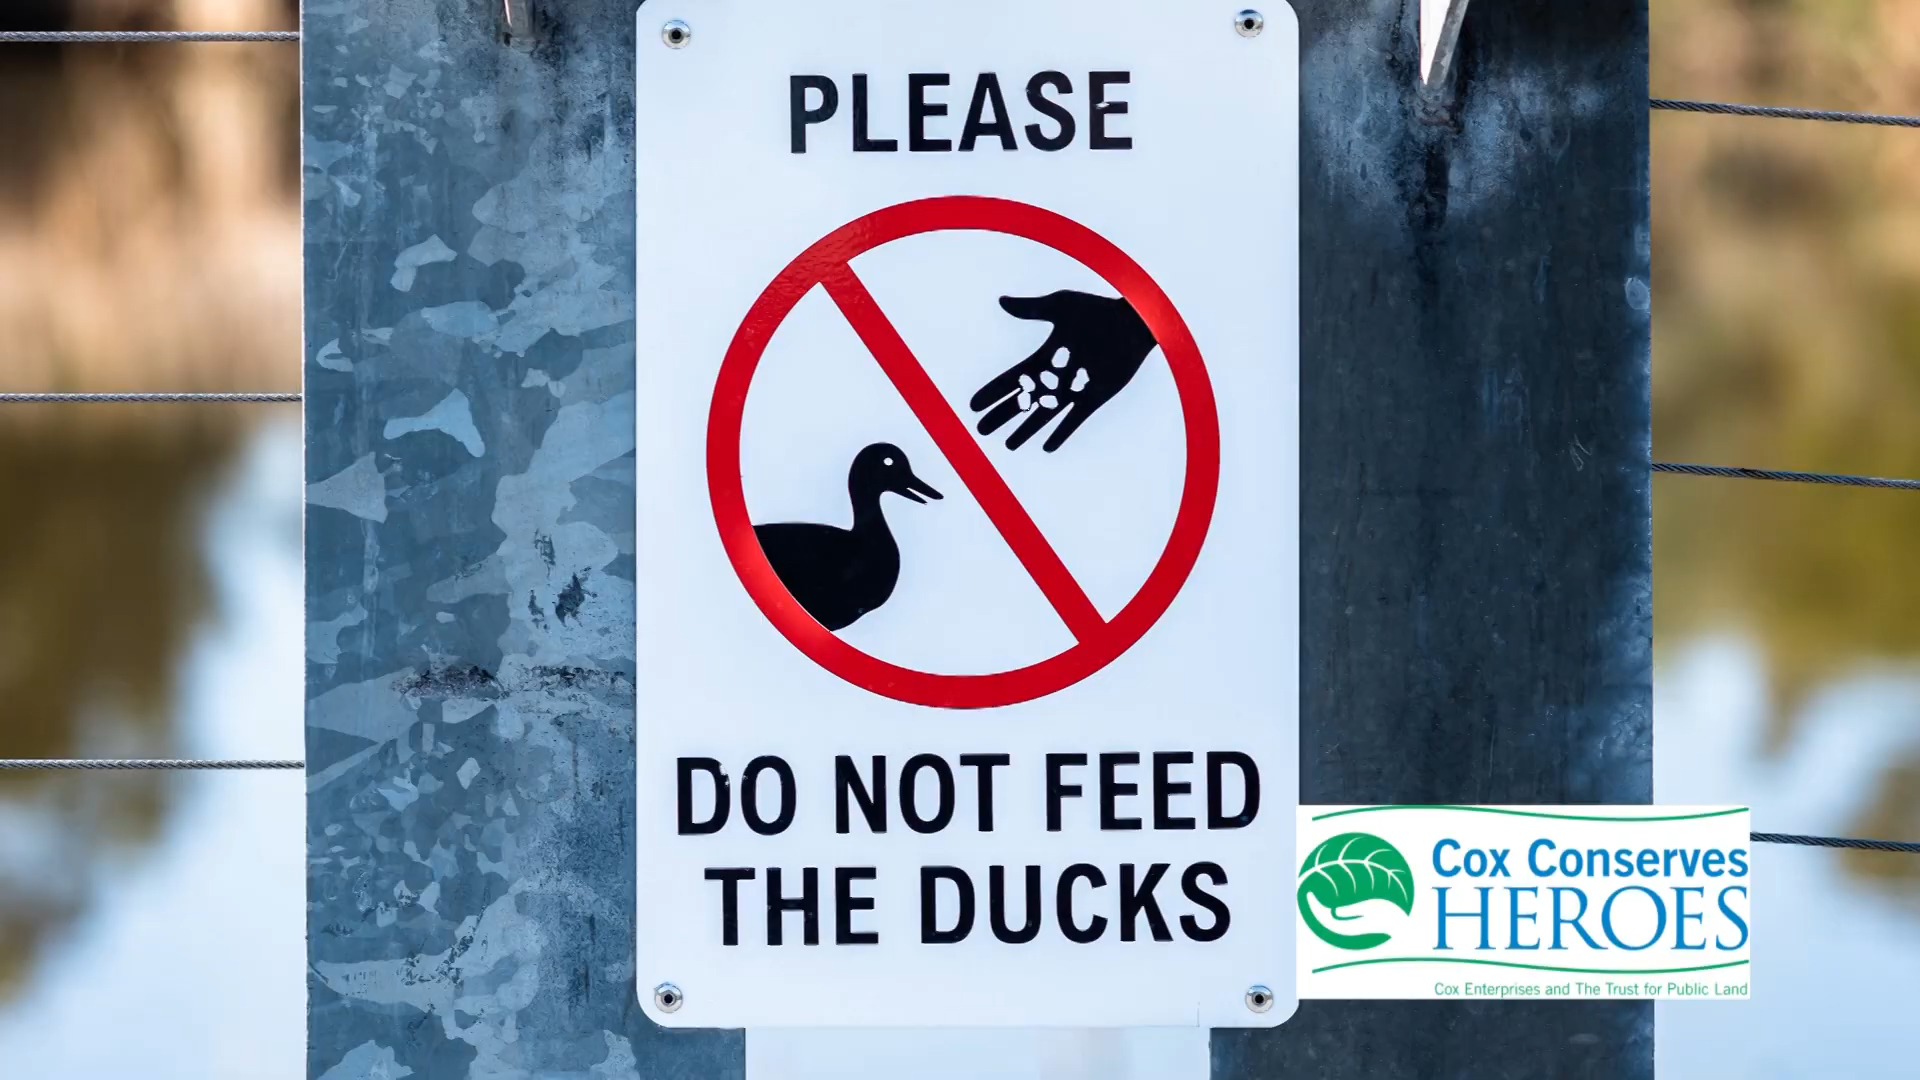 PLEASE
DO NOT FEED
THE DUCKS
Cox Conserves
HEROES
Cox Enterprises and The Trust for Public Land